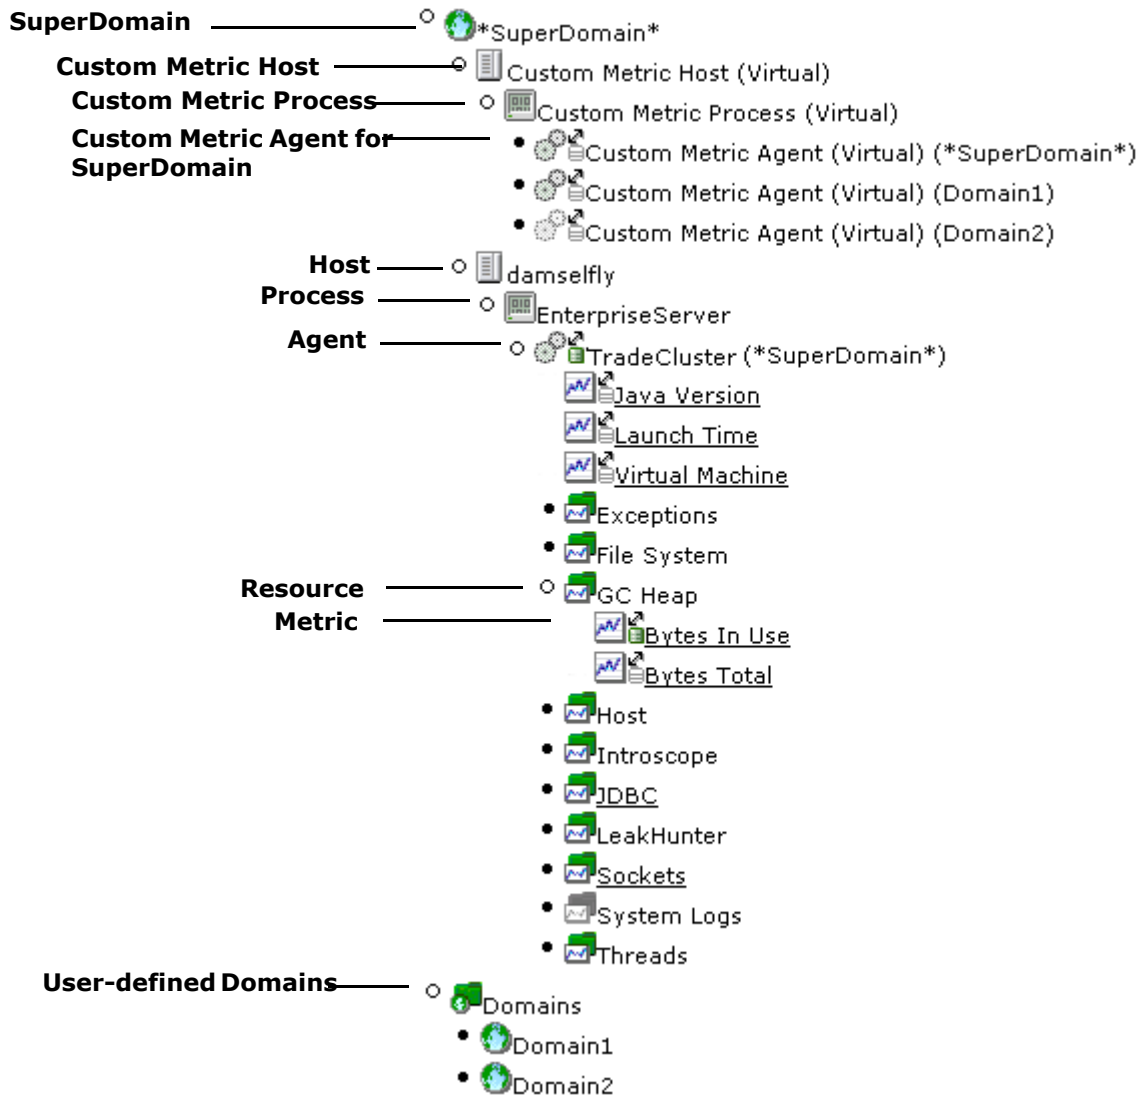 SuperDomain
*SuperDomain*
Custom Metric Host
Custom Metric Host (Virtual)
Custom Metric Process
Custom Metric Process (Virtual)
Custom Metric Agent for
SuperDomain
Custom Metric Agent (Virtual) (*SuperDomain*)
Custom Metric Agent (Virtual) (Domain1)
Custom Metric Agent (Virtual) (Domain2)
Host
damselfly
Process
EnterpriseServer
Agent
TradeCluster (*SuperDomain*)
Java Version
Launch Time
Virtual Machine
Exceptions
File System
Resource
GC Heap
Metric
Bytes In Use
Bytes Total
Host
Introscope
JDBC
LeakHunter
Sockets
System Logs
Threads
User-defined Domains
Domains
Domain1
Domain2